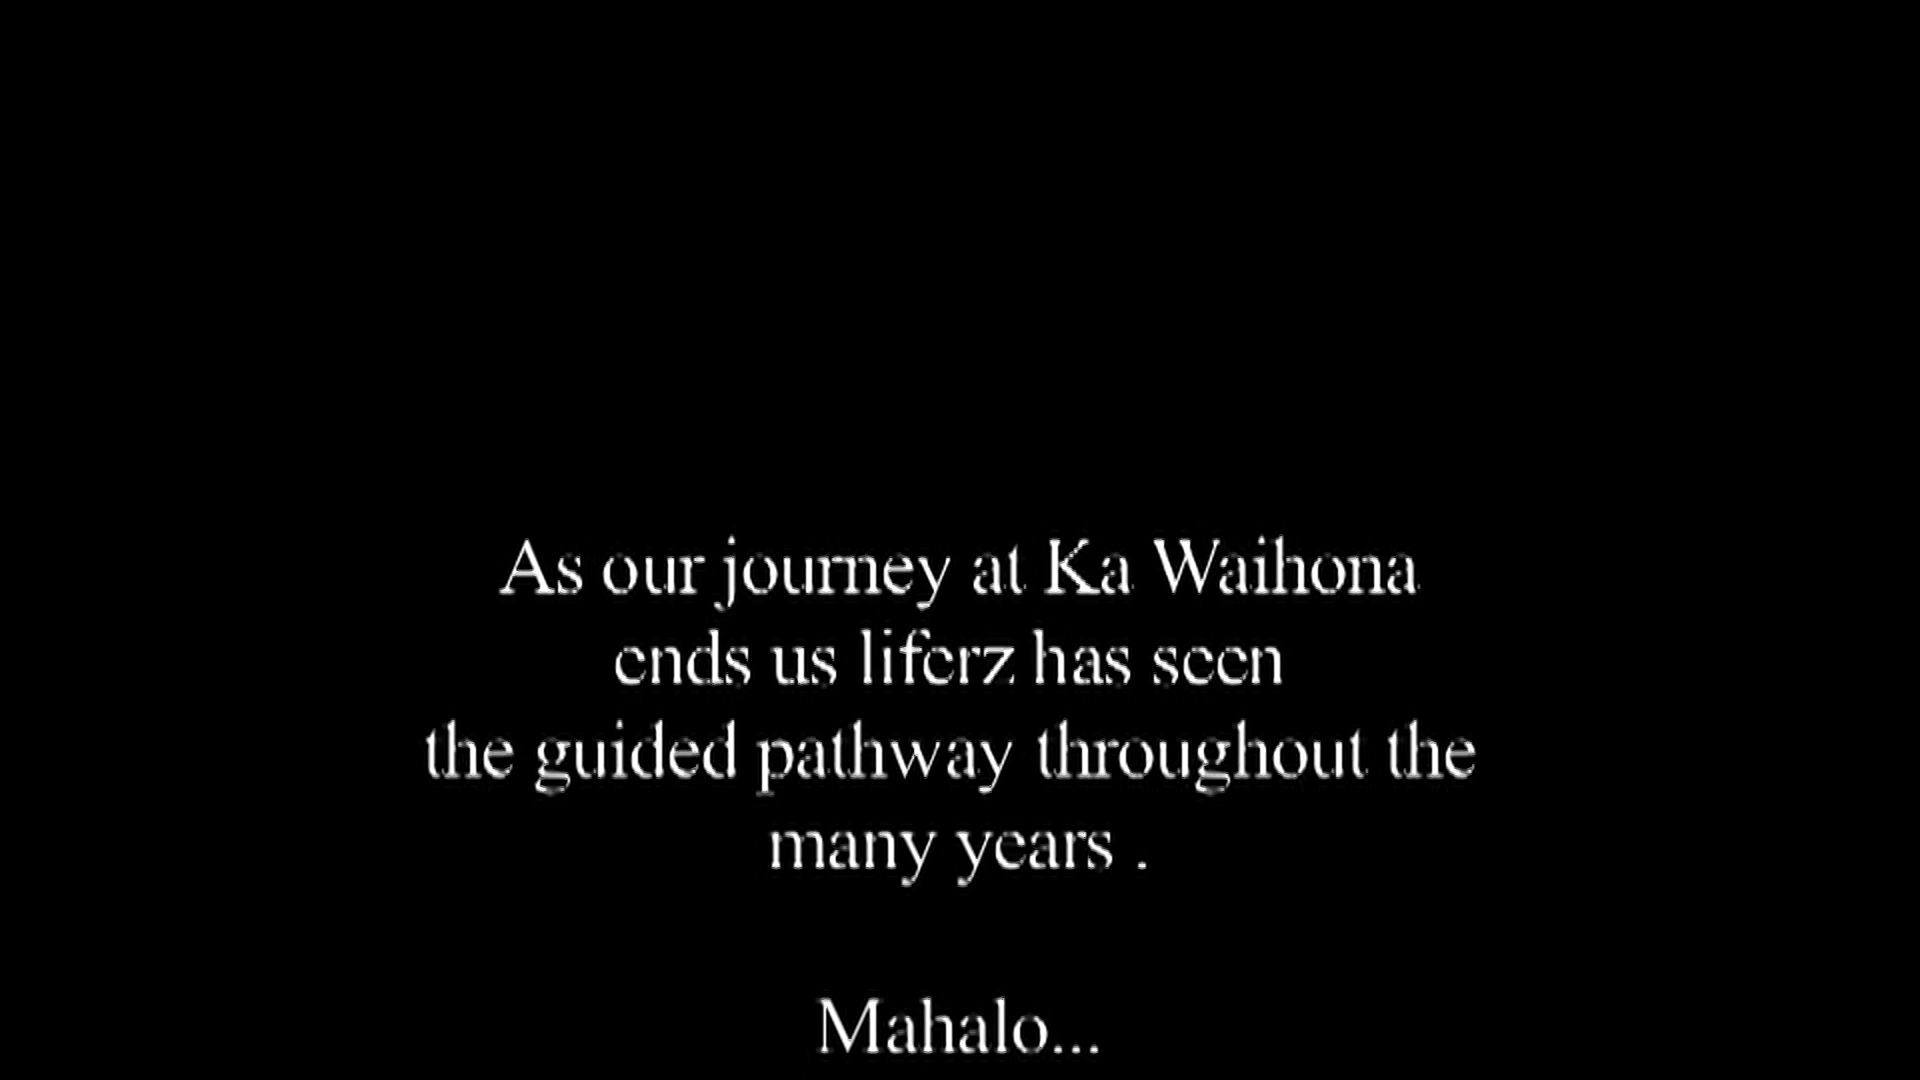 As our journey at Ka Waihona
ends us liferz has seen
the guided pathway throughout the
many years .
Mahalo...